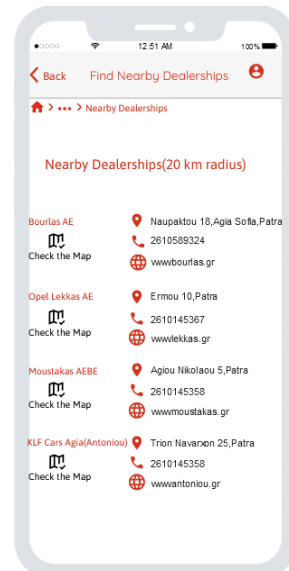 12:51 AM 100%
Back Find Nearby Dealerships
> ••• > Nearby Dealerships
Nearby Dealerships(20 km radius)
Bourlas AE
Naupaktou 18,Agia Sofia,Patra
2610589324
Check the Map
wwwbourlas.gr
Opel Lekkas AE
Ermou 10,Patra
2610145367
Check the Map
wwwlekkas.gr
Moustakas AEBE
Agiou Nikolaou 5,Patra
2610145358
Check the Map
wwwmoustakas.gr
KLF Cars Agia(Antoniou)
Trion Navarxon 25,Patra
2610145358
Check the Map
wwwantoniou.gr